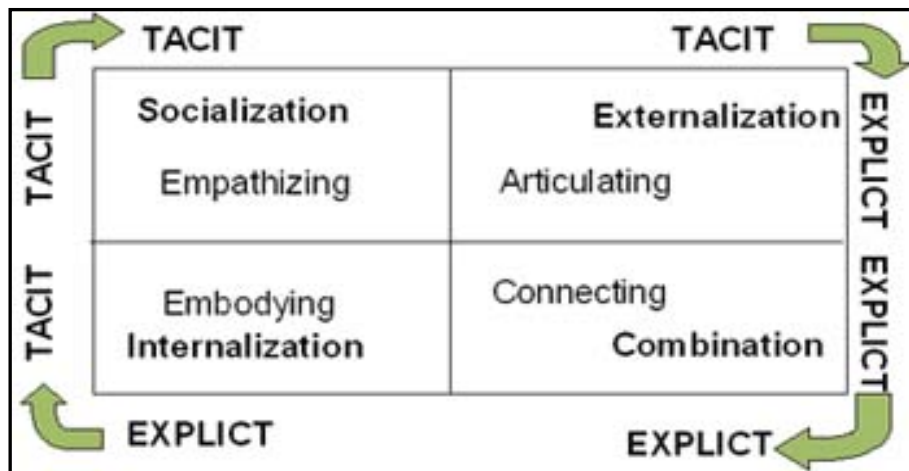 TACIT
TACIT
TACIT
Socialization
Empathizing
Externalization
Articulating
EXPLICT
TACIT
Embodying
Internalization
Connecting
Combination
EXPLICT
EXPLICT
EXPLICT